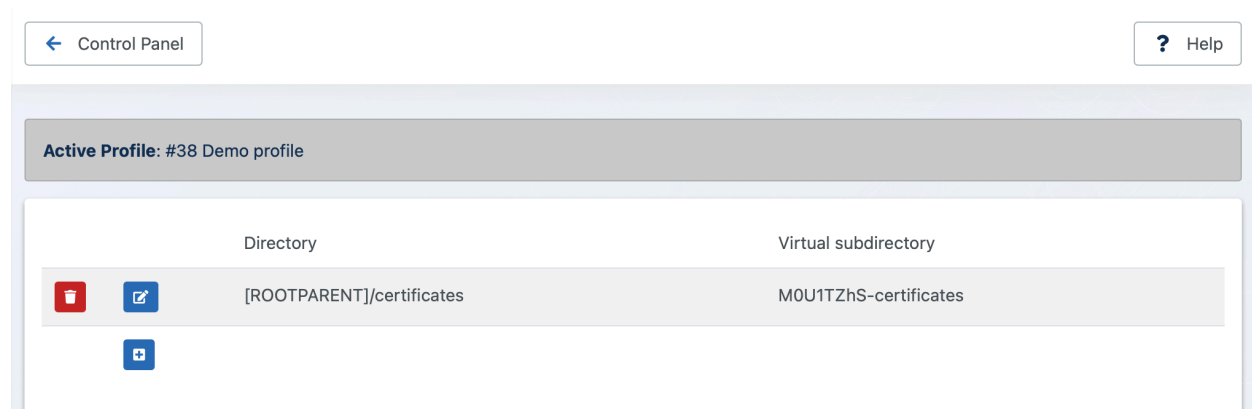 Control Panel
? Help
Active Profile: #38 Demo profile
Directory Virtual subdirectory
[ROOTPARENT]/certificates M0U1TZhS-certificates